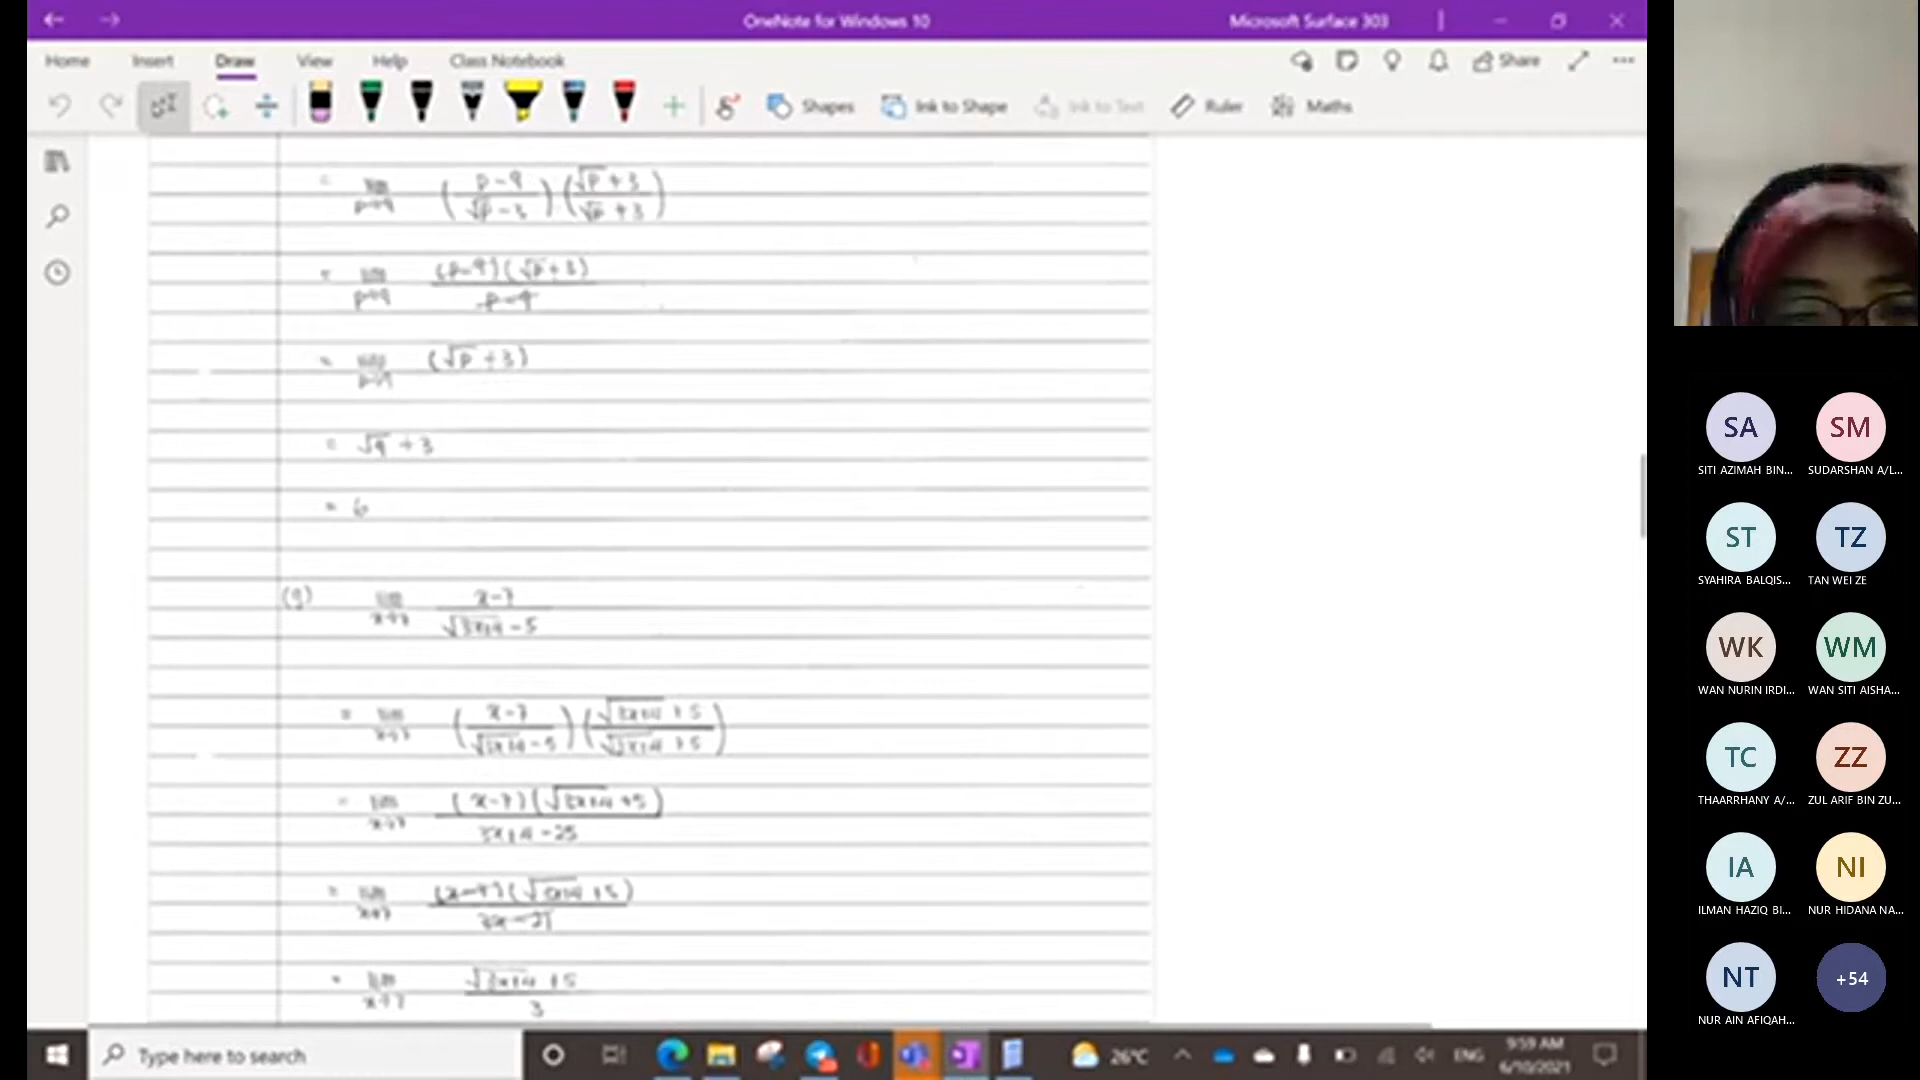 OneNote for Windows 10
Microsoft Surface 303
Home Insert Draw View Help Class Notebook
Share
Shapes Ink to Shape Ink to Text Ruler Maths
= lim p→9 (p-9 / √p - 3)(√p + 3 / √p + 3)
= lim p→9 (p-9)(√p+3) / p-9
= lim p→9 (√p + 3)
= √9 + 3
= 6
(g) lim x→7 x-7 / √3x+4 - 5
= lim x→7 (x-7 / √3x+4 - 5)(√3x+4 + 5 / √3x+4 + 5)
= lim x→7 (x-7)(√3x+4 + 5) / 3x+4-25
= lim x→7 (x-7)(√3x+4 + 5) / 3x-21
= lim x→7 √3x+4 + 5 / 3
SA
SM
SITI AZIMAH BIN...
SUDARSHAN A/L...
ST
TZ
SYAHIRA BALQIS...
TAN WEI ZE
WK
WM
WAN NURIN IRDI...
WAN SITI AISHA...
TC
ZZ
THAARRHANY A/...
ZUL ARIF BIN ZU...
IA
NI
ILMAN HAZIQ BI...
NUR HIDANA NA...
NT
+54
NUR AIN AFIQAH...
Type here to search
26°C
ENG
9:59 AM
6/10/2021